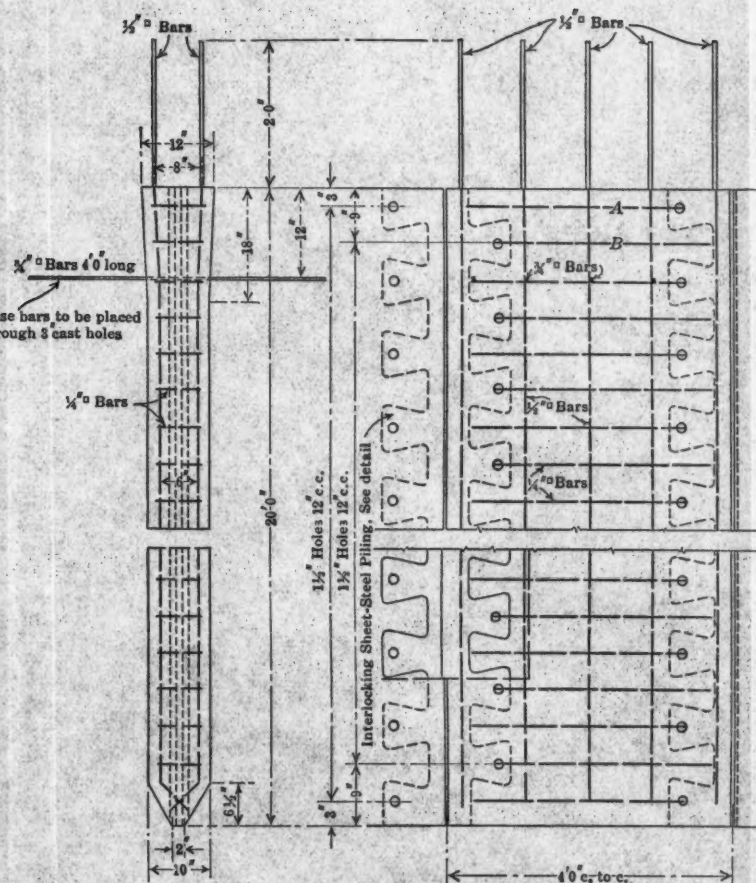 ½" ▫ Bars
½" ▫ Bars
2'-0"
12"
8"
3"
9"
A
B
18"
12"
¾" ▫ Bars 4'0" long
¾" ▫ Bars
se bars to be placed
rough 3" cast holes
¼" ▫ Bars
½" ▫ Bars
6"
¼" ▫ Bars
20'-0"
1½" Holes 12" c.c.
1½" Holes 12" c.c.
Interlocking Sheet-Steel Piling, See detail
6½"
9"
3"
2"
10"
4'0" c. to c.